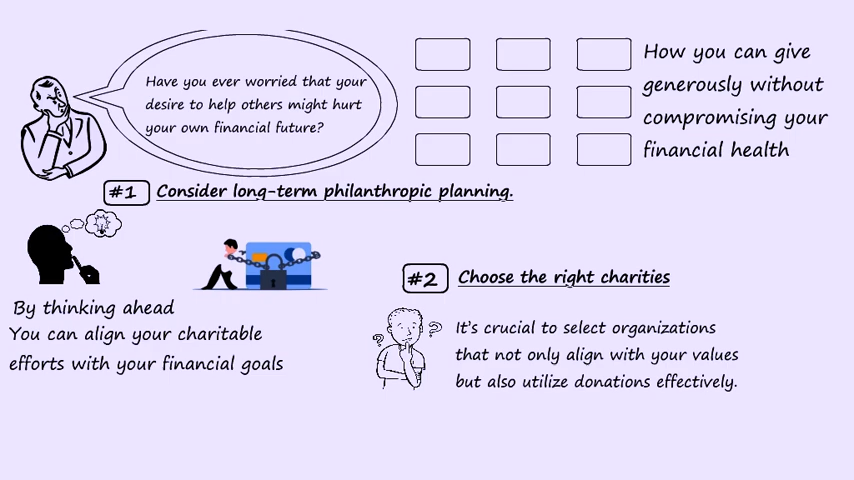 Have you ever worried that your
desire to help others might hurt
your own financial future?
How you can give
generously without
compromising your
financial health
#1 Consider long-term philanthropic planning.
By thinking ahead
You can align your charitable
efforts with your financial goals
#2 Choose the right charities
It's crucial to select organizations
that not only align with your values
but also utilize donations effectively.